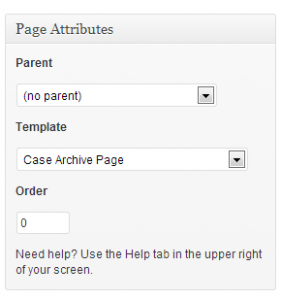 Page Attributes
Parent
(no parent)
Template
Case Archive Page
Order
0
Need help? Use the Help tab in the upper right
of your screen.